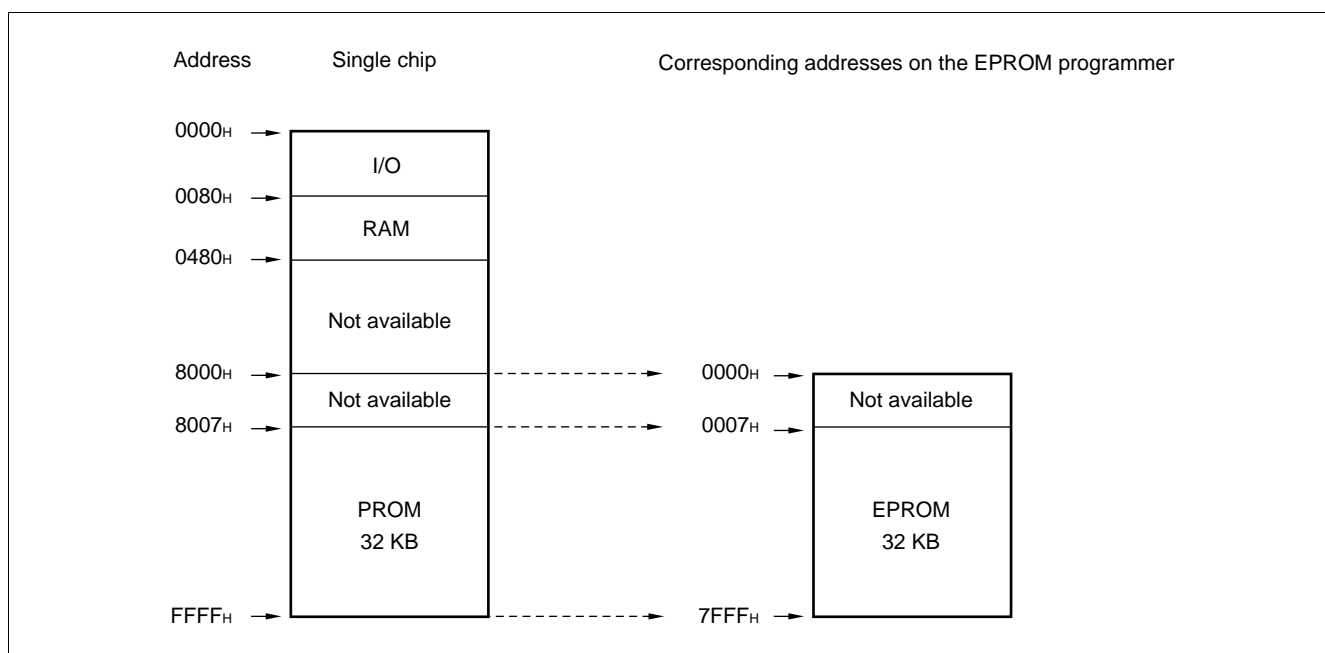 Address Single chip Corresponding addresses on the EPROM programmer
0000H
I/O
0080H
RAM
0480H
Not available
8000H 0000H
Not available Not available
8007H 0007H
PROM EPROM
32 KB 32 KB
FFFFH 7FFFH